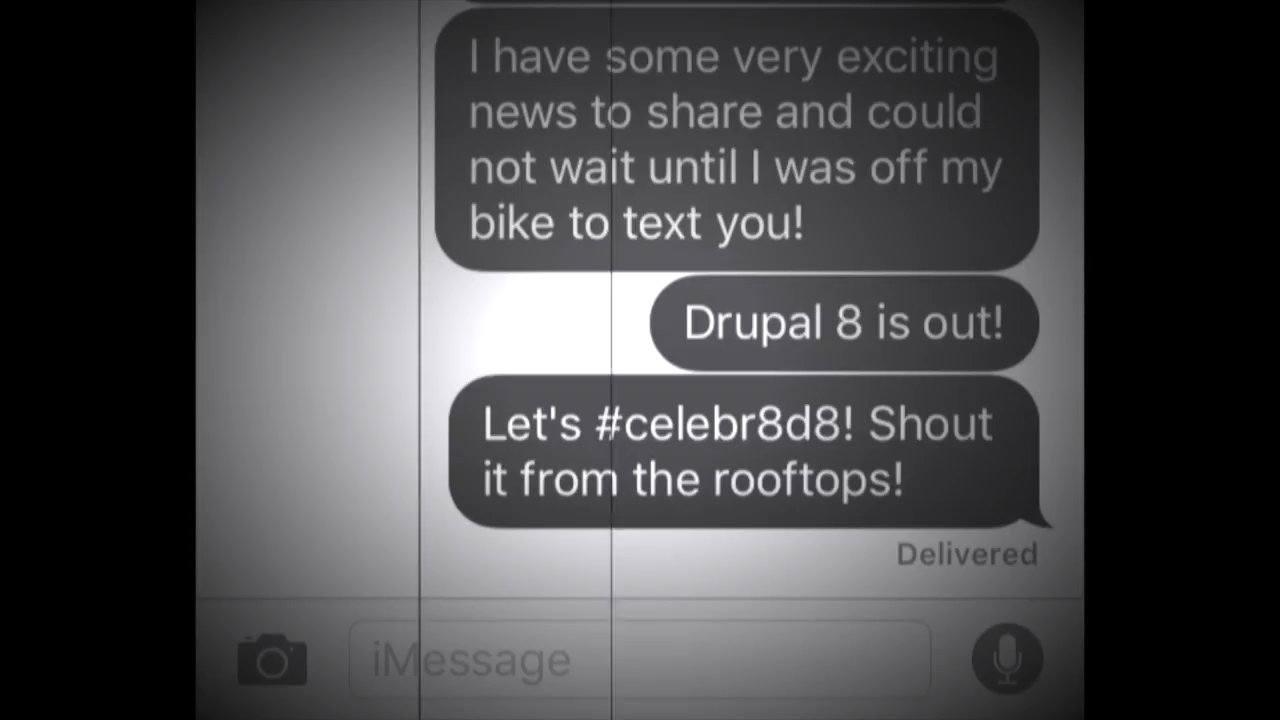 I have some very exciting
news to share and could
not wait until I was off my
bike to text you!
Drupal 8 is out!
Let's #celebr8d8! Shout
it from the rooftops!
Delivered
iMessage